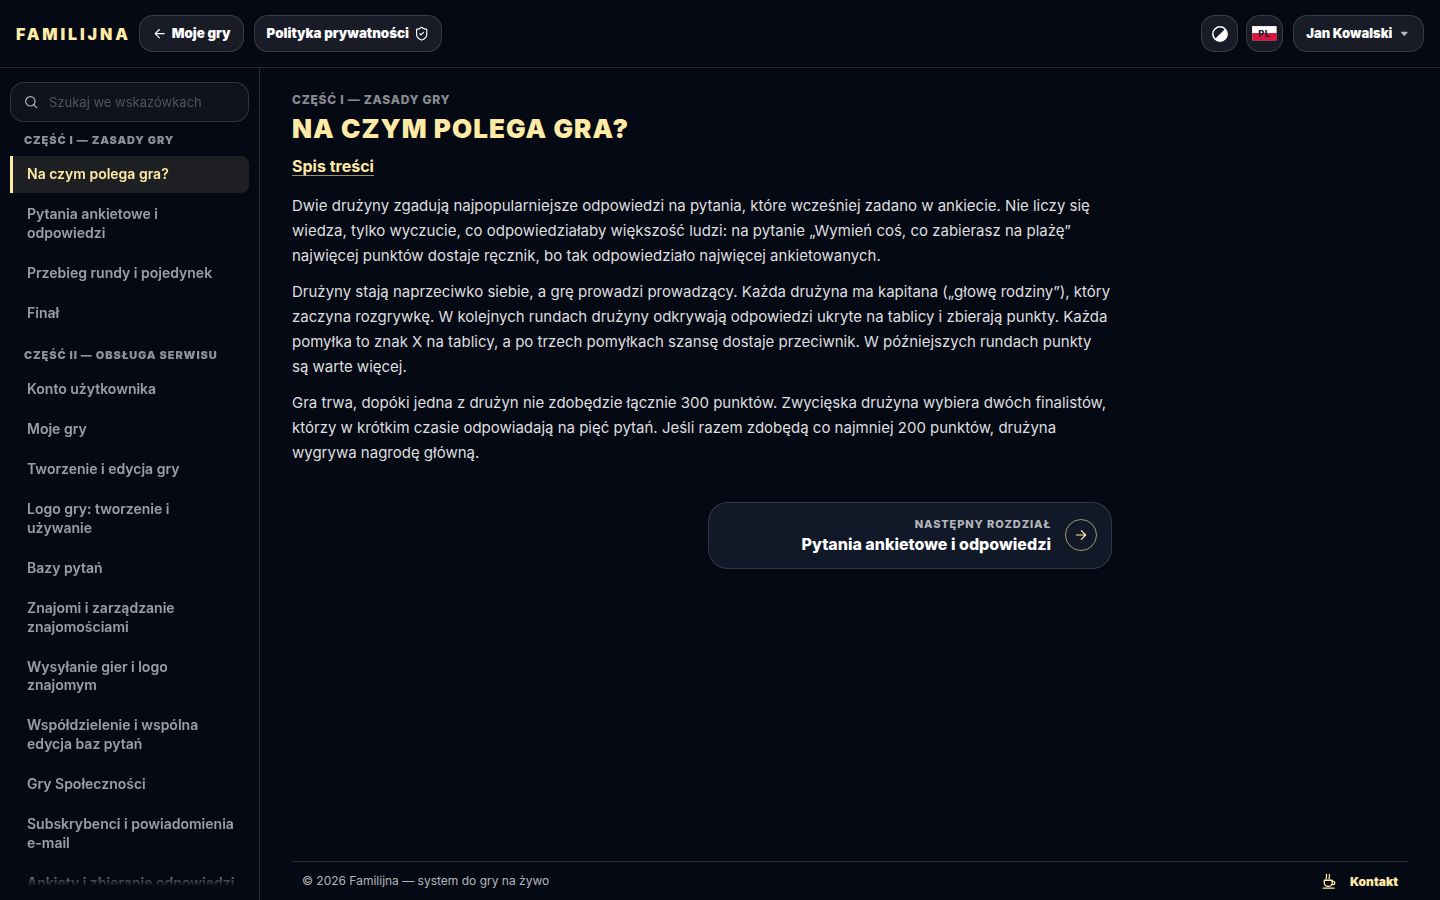 FAMILIJNA
← Moje gry
Polityka prywatności
PL
Jan Kowalski
Szukaj we wskazówkach
CZĘŚĆ I — ZASADY GRY
Na czym polega gra?
Pytania ankietowe i
odpowiedzi
Przebieg rundy i pojedynek
Finał
CZĘŚĆ II — OBSŁUGA SERWISU
Konto użytkownika
Moje gry
Tworzenie i edycja gry
Logo gry: tworzenie i
używanie
Bazy pytań
Znajomi i zarządzanie
znajomościami
Wysyłanie gier i logo
znajomym
Współdzielenie i wspólna
edycja baz pytań
Gry Społeczności
Subskrybenci i powiadomienia
e-mail
Ankiety i zbieranie odpowiedzi
CZĘŚĆ I — ZASADY GRY
NA CZYM POLEGA GRA?
Spis treści
Dwie drużyny zgadują najpopularniejsze odpowiedzi na pytania, które wcześniej zadano w ankiecie. Nie liczy się
wiedza, tylko wyczucie, co odpowiedziałaby większość ludzi: na pytanie „Wymień coś, co zabierasz na plażę”
najwięcej punktów dostaje ręcznik, bo tak odpowiedziało najwięcej ankietowanych.
Drużyny stają naprzeciwko siebie, a grę prowadzi prowadzący. Każda drużyna ma kapitana („głowę rodziny”), który
zaczyna rozgrywkę. W kolejnych rundach drużyny odkrywają odpowiedzi ukryte na tablicy i zbierają punkty. Każda
pomyłka to znak X na tablicy, a po trzech pomyłkach szansę dostaje przeciwnik. W późniejszych rundach punkty
są warte więcej.
Gra trwa, dopóki jedna z drużyn nie zdobędzie łącznie 300 punktów. Zwycięska drużyna wybiera dwóch finalistów,
którzy w krótkim czasie odpowiadają na pięć pytań. Jeśli razem zdobędą co najmniej 200 punktów, drużyna
wygrywa nagrodę główną.
NASTĘPNY ROZDZIAŁ
Pytania ankietowe i odpowiedzi
© 2026 Familijna — system do gry na żywo
Kontakt